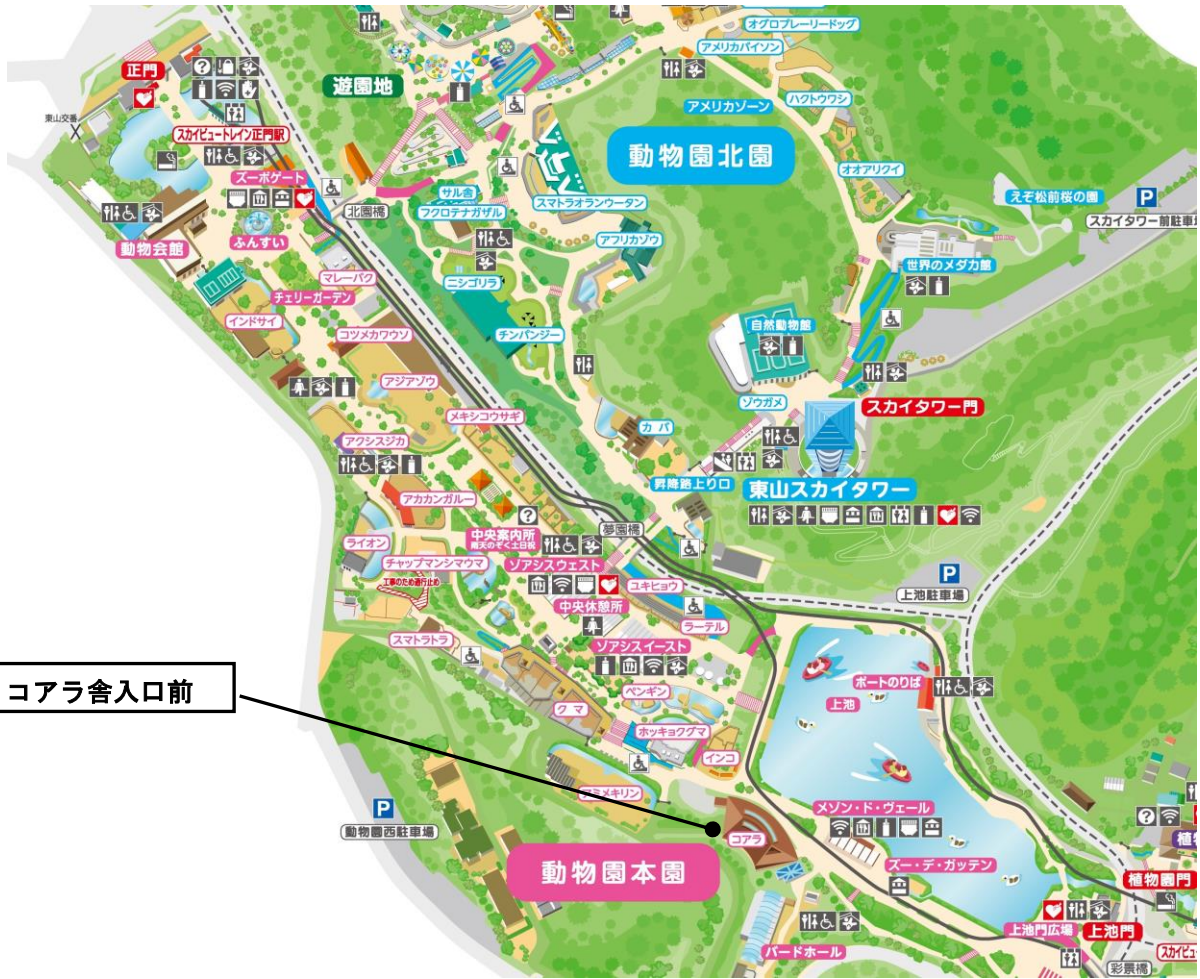 オグロプレーリードッグ
アメリカバイソン
正門
遊園地
アメリカゾーン
ハクトウワシ
東山交番
スカイビュートレイン正門駅
動物園北園
オオアリクイ
ズーボゲート
北園橋
サル舎
フクロテナガザル
スマトラオランウータン
えぞ松前桜の園
P
スカイタワー前駐車場
動物会館
ふんすい
アフリカゾウ
世界のメダカ館
マレーバク
チェリーガーデン
ニシゴリラ
インドサイ
コツメカワウソ
チンパンジー
自然動物館
アジアゾウ
ゾウガメ
スカイタワー門
メキシコウサギ
カバ
アクシスジカ
昇降路上り口
東山スカイタワー
アカカンガルー
中央案内所
雨天のぞく土日祝
夢園橋
ライオン
チャップマンシマウマ
ゾアシスウェスト
工事のため通行止め
ユキヒョウ
P
上池駐車場
中央休憩所
ラーテル
スマトラトラ
ゾアシスイースト
コアラ舎入口前
ペンギン
ボートのりば
上池
クマ
ホッキョクグマ
インコ
アミメキリン
P
動物園西駐車場
メゾン・ド・ヴェール
コアラ
動物園本園
ズー・デ・ガッテン
植物園門
上池門広場
上池門
バードホール
彩景橋